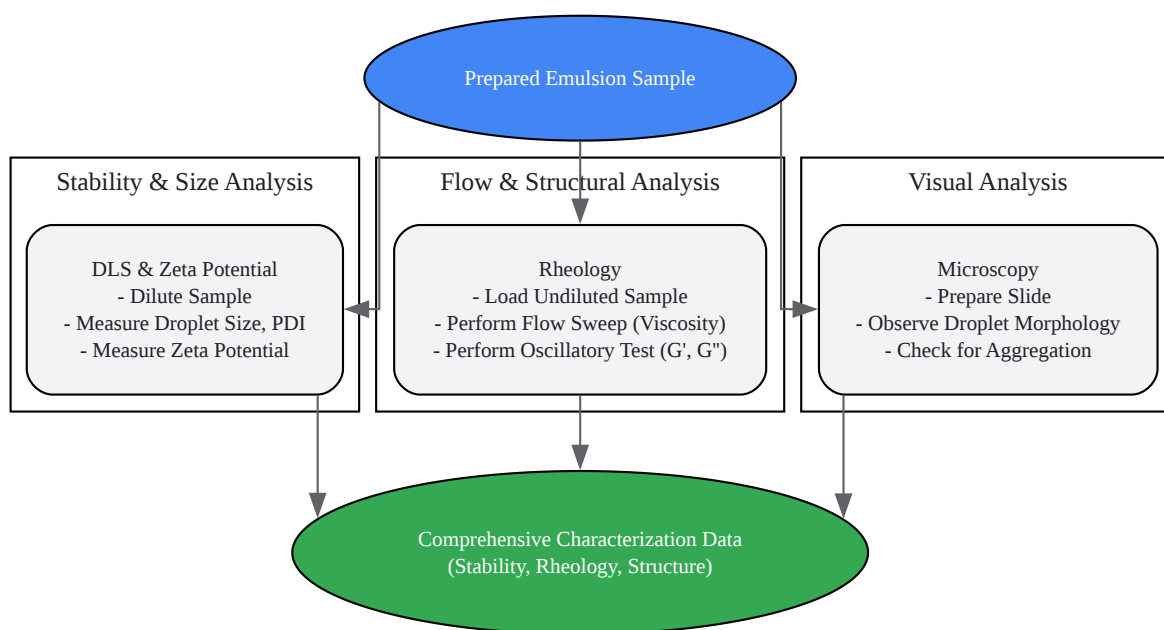 Prepared Emulsion Sample
Stability & Size Analysis
DLS & Zeta Potential
- Dilute Sample
- Measure Droplet Size, PDI
- Measure Zeta Potential
Flow & Structural Analysis
Rheology
- Load Undiluted Sample
- Perform Flow Sweep (Viscosity)
- Perform Oscillatory Test (G', G'')
Visual Analysis
Microscopy
- Prepare Slide
- Observe Droplet Morphology
- Check for Aggregation
Comprehensive Characterization Data
(Stability, Rheology, Structure)